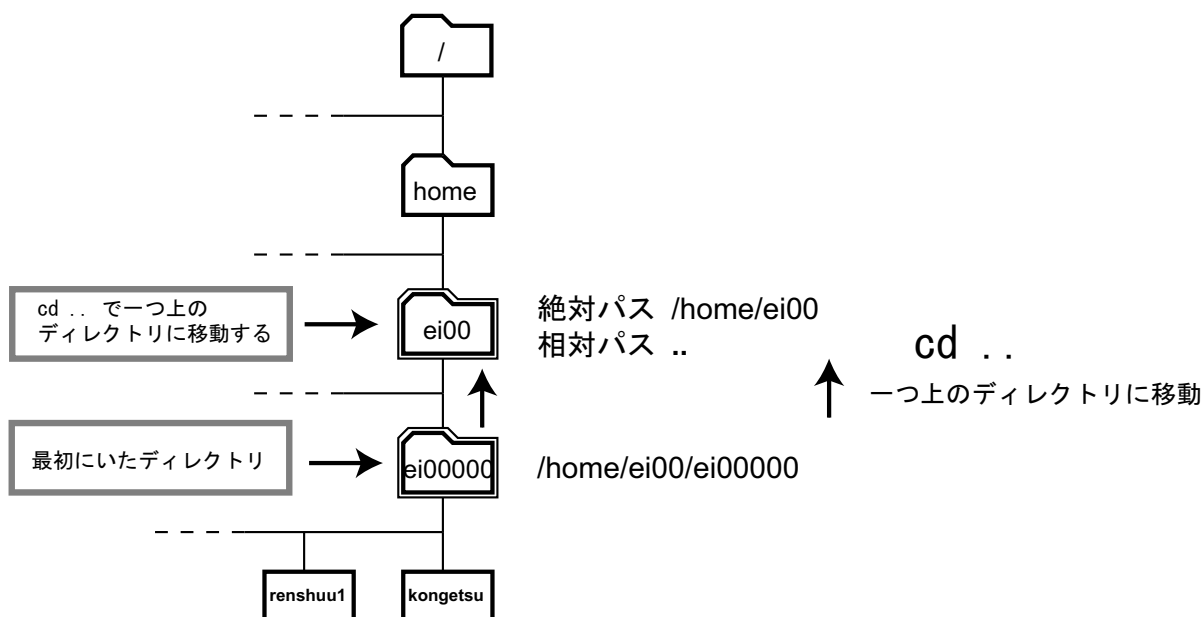 /
home
cd .. で一つ上の
ディレクトリに移動する
ei00
絶対パス /home/ei00
相対パス ..
cd ..
一つ上のディレクトリに移動
最初にいたディレクトリ
ei00000
/home/ei00/ei00000
renshuu1
kongetsu